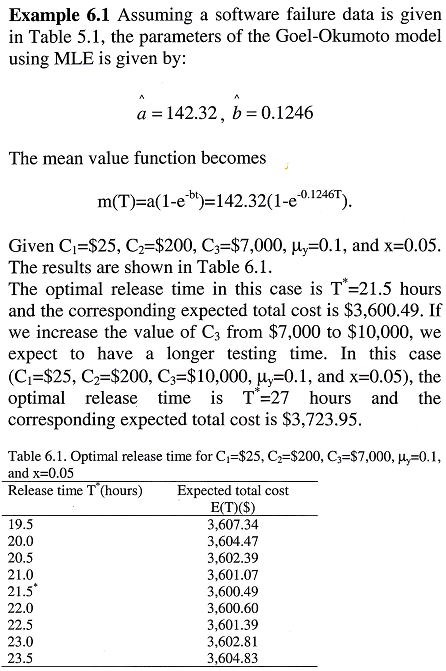 Example 6.1 Assuming a software failure data is given
in Table 5.1, the parameters of the Goel-Okumoto model
using MLE is given by:
â = 142.32 , b̂ = 0.1246
The mean value function becomes
m(T)=a(1-e^-bt)=142.32(1-e^-0.1246T).
Given C₁=$25, C₂=$200, C₃=$7,000, μy=0.1, and x=0.05.
The results are shown in Table 6.1.
The optimal release time in this case is T*=21.5 hours
and the corresponding expected total cost is $3,600.49. If
we increase the value of C₃ from $7,000 to $10,000, we
expect to have a longer testing time. In this case
(C₁=$25, C₂=$200, C₃=$10,000, μy=0.1, and x=0.05), the
optimal release time is T*=27 hours and the
corresponding expected total cost is $3,723.95.
Table 6.1. Optimal release time for C₁=$25, C₂=$200, C₃=$7,000, μy=0.1,
and x=0.05
Release time T*(hours) Expected total cost
E(T)($)
19.5 3,607.34
20.0 3,604.47
20.5 3,602.39
21.0 3,601.07
21.5* 3,600.49
22.0 3,600.60
22.5 3,601.39
23.0 3,602.81
23.5 3,604.83